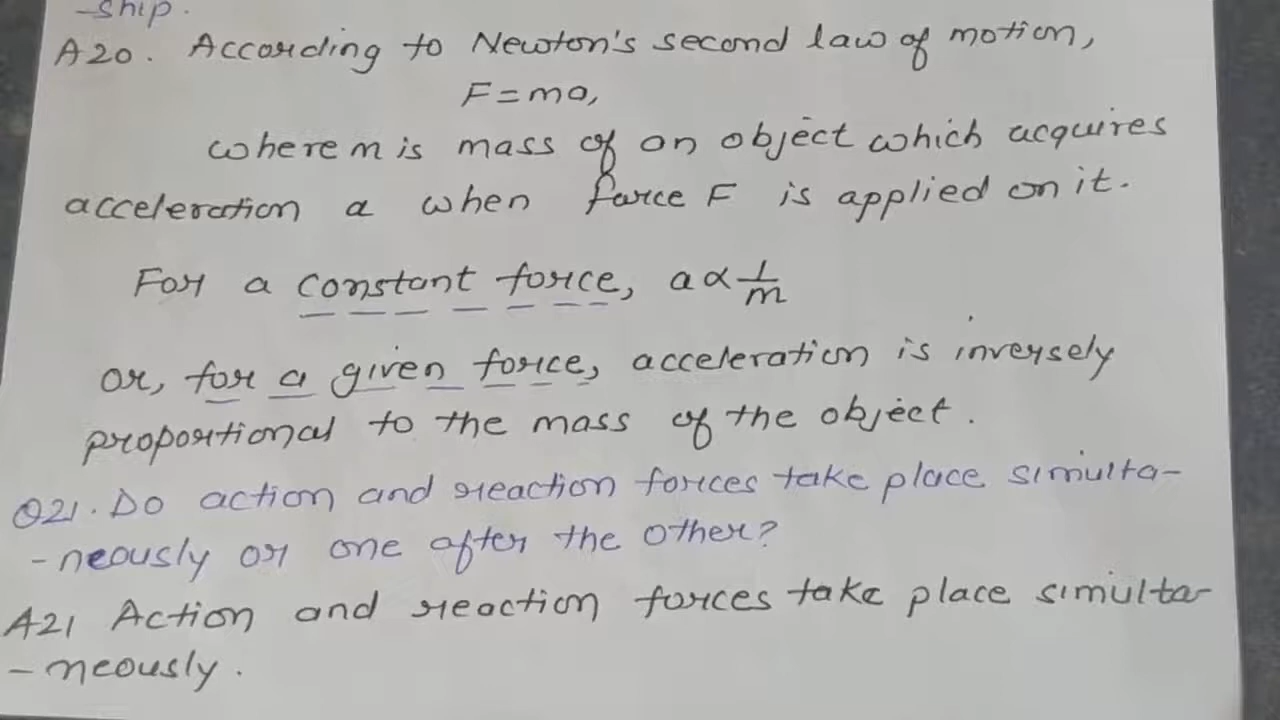 -ship.
A20. According to Newton's second law of motion,
F=ma,
where m is mass of an object which acquires
acceleration a when force F is applied on it.
For a constant force, a ∝ 1/m
or, for a given force, acceleration is inversely
proportional to the mass of the object.
Q21. Do action and reaction forces take place simulta-
-neously or one after the other?
A21 Action and reaction forces take place simulta-
-neously.